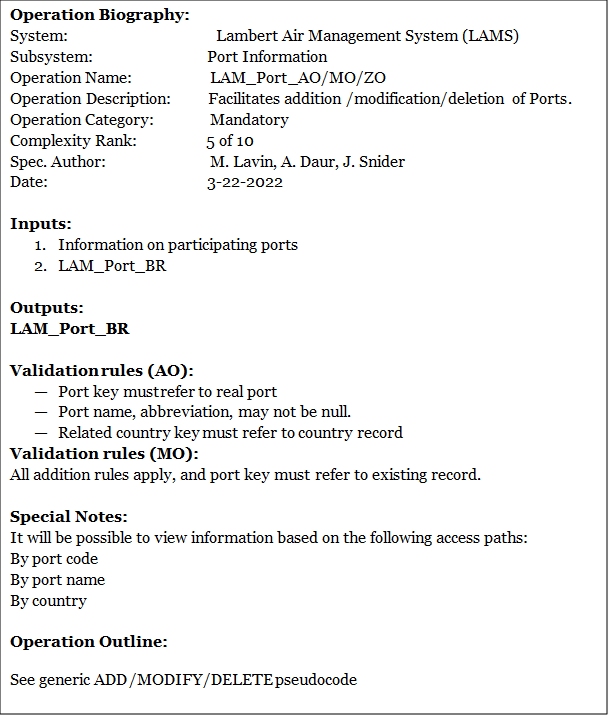 Operation Biography:
System: Lambert Air Management System (LAMS)
Subsystem: Port Information
Operation Name: LAM_Port_AO/MO/ZO
Operation Description: Facilitates addition /modification/deletion of Ports.
Operation Category: Mandatory
Complexity Rank: 5 of 10
Spec. Author: M. Lavin, A. Daur, J. Snider
Date: 3-22-2022
Inputs:
1. Information on participating ports
2. LAM_Port_BR
Outputs:
LAM_Port_BR
Validation rules (AO):
— Port key must refer to real port
— Port name, abbreviation, may not be null.
— Related country key must refer to country record
Validation rules (MO):
All addition rules apply, and port key must refer to existing record.
Special Notes:
It will be possible to view information based on the following access paths:
By port code
By port name
By country
Operation Outline:
See generic ADD /MODIFY/DELETE pseudocode